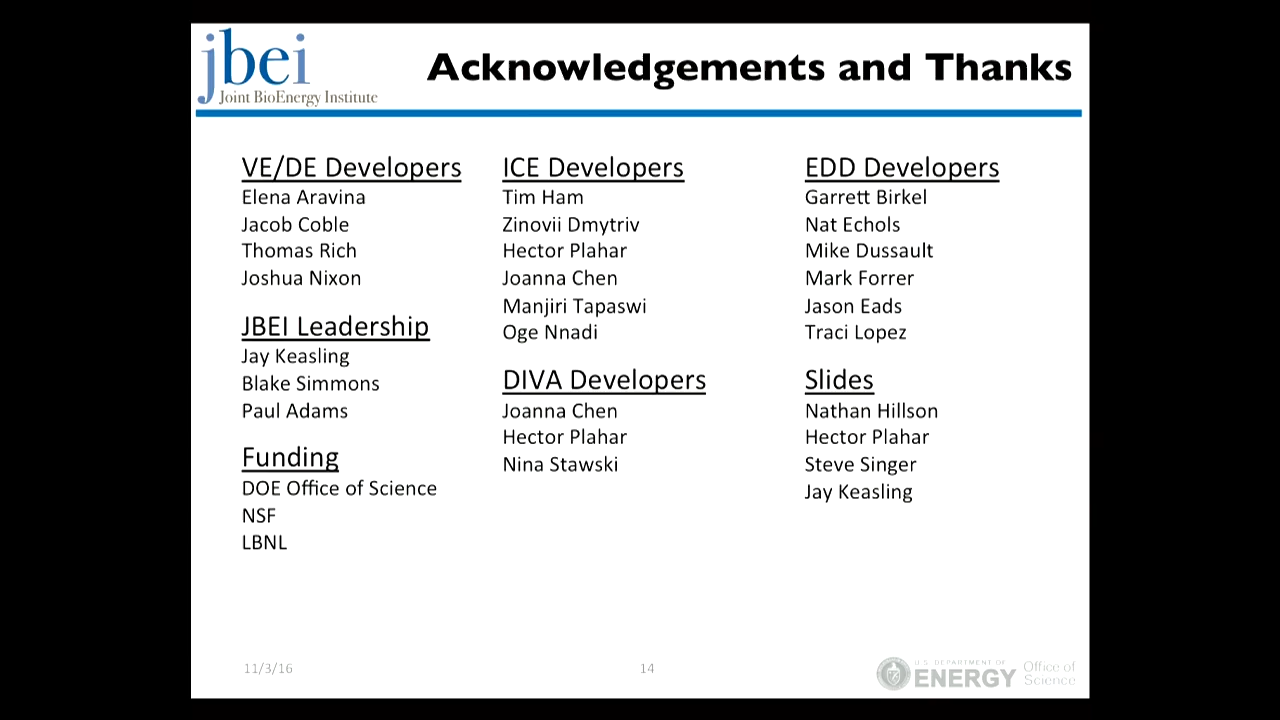 jbei
Joint BioEnergy Institute
Acknowledgements and Thanks
VE/DE Developers
Elena Aravina
Jacob Coble
Thomas Rich
Joshua Nixon
JBEI Leadership
Jay Keasling
Blake Simmons
Paul Adams
Funding
DOE Office of Science
NSF
LBNL
ICE Developers
Tim Ham
Zinovii Dmytriv
Hector Plahar
Joanna Chen
Manjiri Tapaswi
Oge Nnadi
DIVA Developers
Joanna Chen
Hector Plahar
Nina Stawski
EDD Developers
Garrett Birkel
Nat Echols
Mike Dussault
Mark Forrer
Jason Eads
Traci Lopez
Slides
Nathan Hillson
Hector Plahar
Steve Singer
Jay Keasling
11/3/16
14
U.S. DEPARTMENT OF
ENERGY
Office of
Science